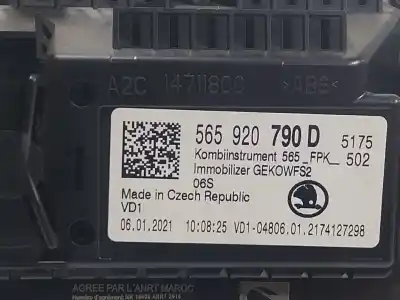 A2C 14711800 >ABS<
565 920 790 D 5175
Kombiinstrument 565_FPK_ 502
Immobilizer GEKOWFS2
06S
Made in Czech Republic
VD1
06.01.2021 10:08:25 VD1-04806.01.2174127298
AGREE PAR L'ANRT MAROC